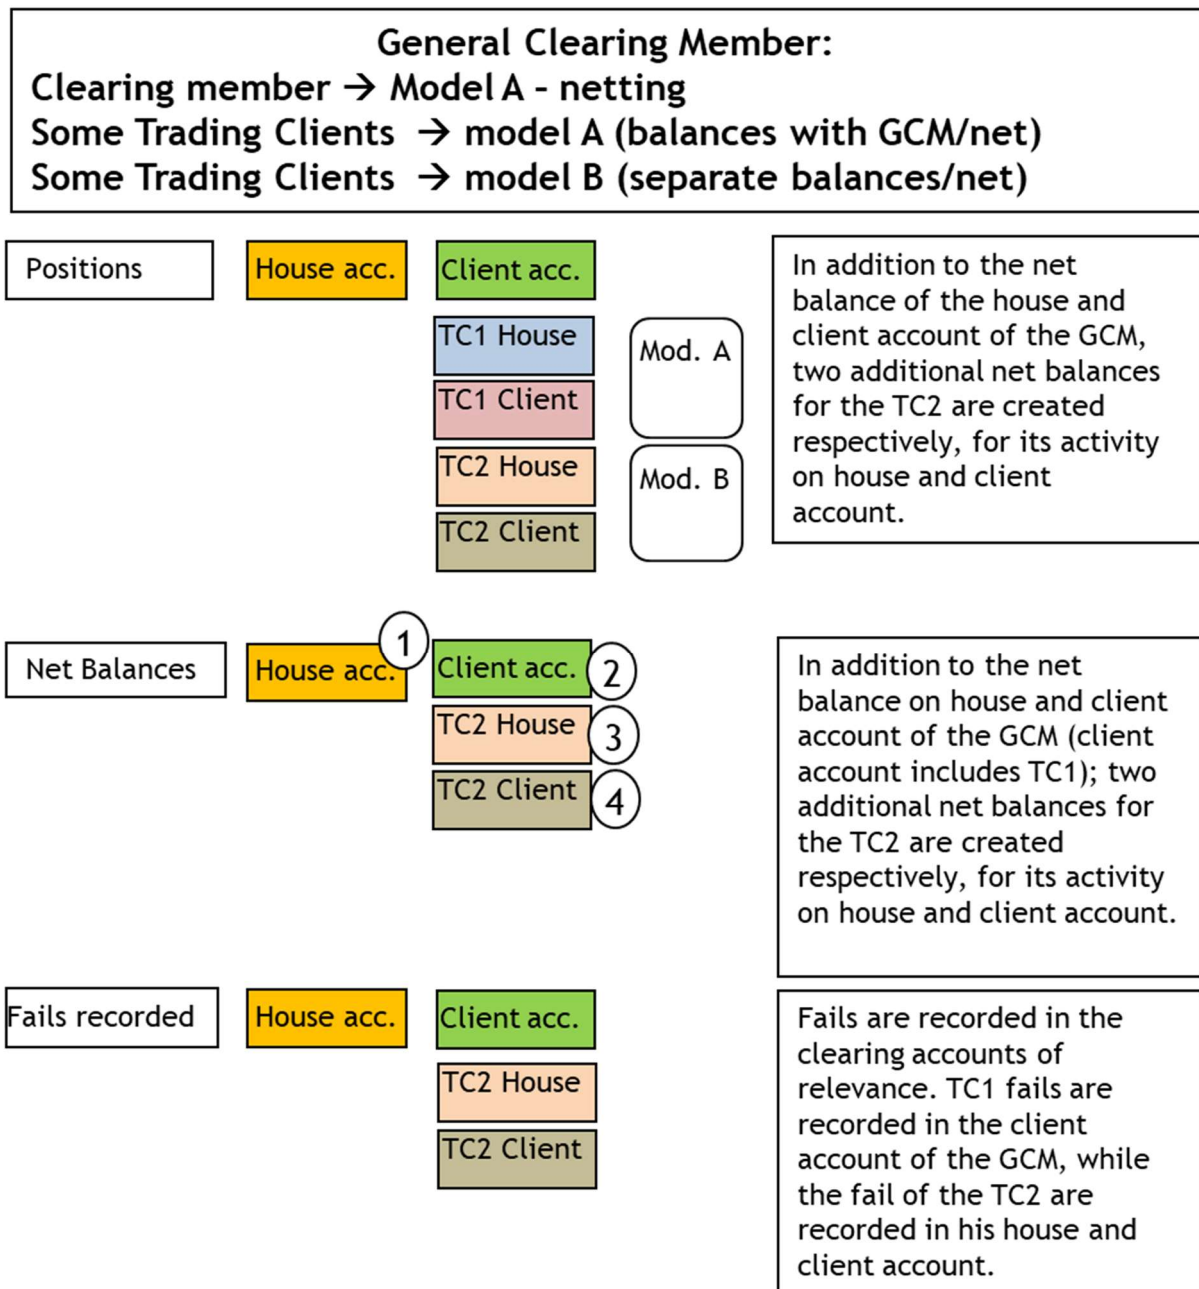 General Clearing Member:
Clearing member → Model A – netting
Some Trading Clients → model A (balances with GCM/net)
Some Trading Clients → model B (separate balances/net)
Positions
House acc.
Client acc.
TC1 House
TC1 Client
TC2 House
TC2 Client
Mod. A
Mod. B
In addition to the net
balance of the house and
client account of the GCM,
two additional net balances
for the TC2 are created
respectively, for its activity
on house and client
account.
Net Balances
House acc.
1
Client acc.
2
TC2 House
3
TC2 Client
4
In addition to the net
balance on house and client
account of the GCM (client
account includes TC1); two
additional net balances for
the TC2 are created
respectively, for its activity
on house and client account.
Fails recorded
House acc.
Client acc.
TC2 House
TC2 Client
Fails are recorded in the
clearing accounts of
relevance. TC1 fails are
recorded in the client
account of the GCM, while
the fail of the TC2 are
recorded in his house and
client account.